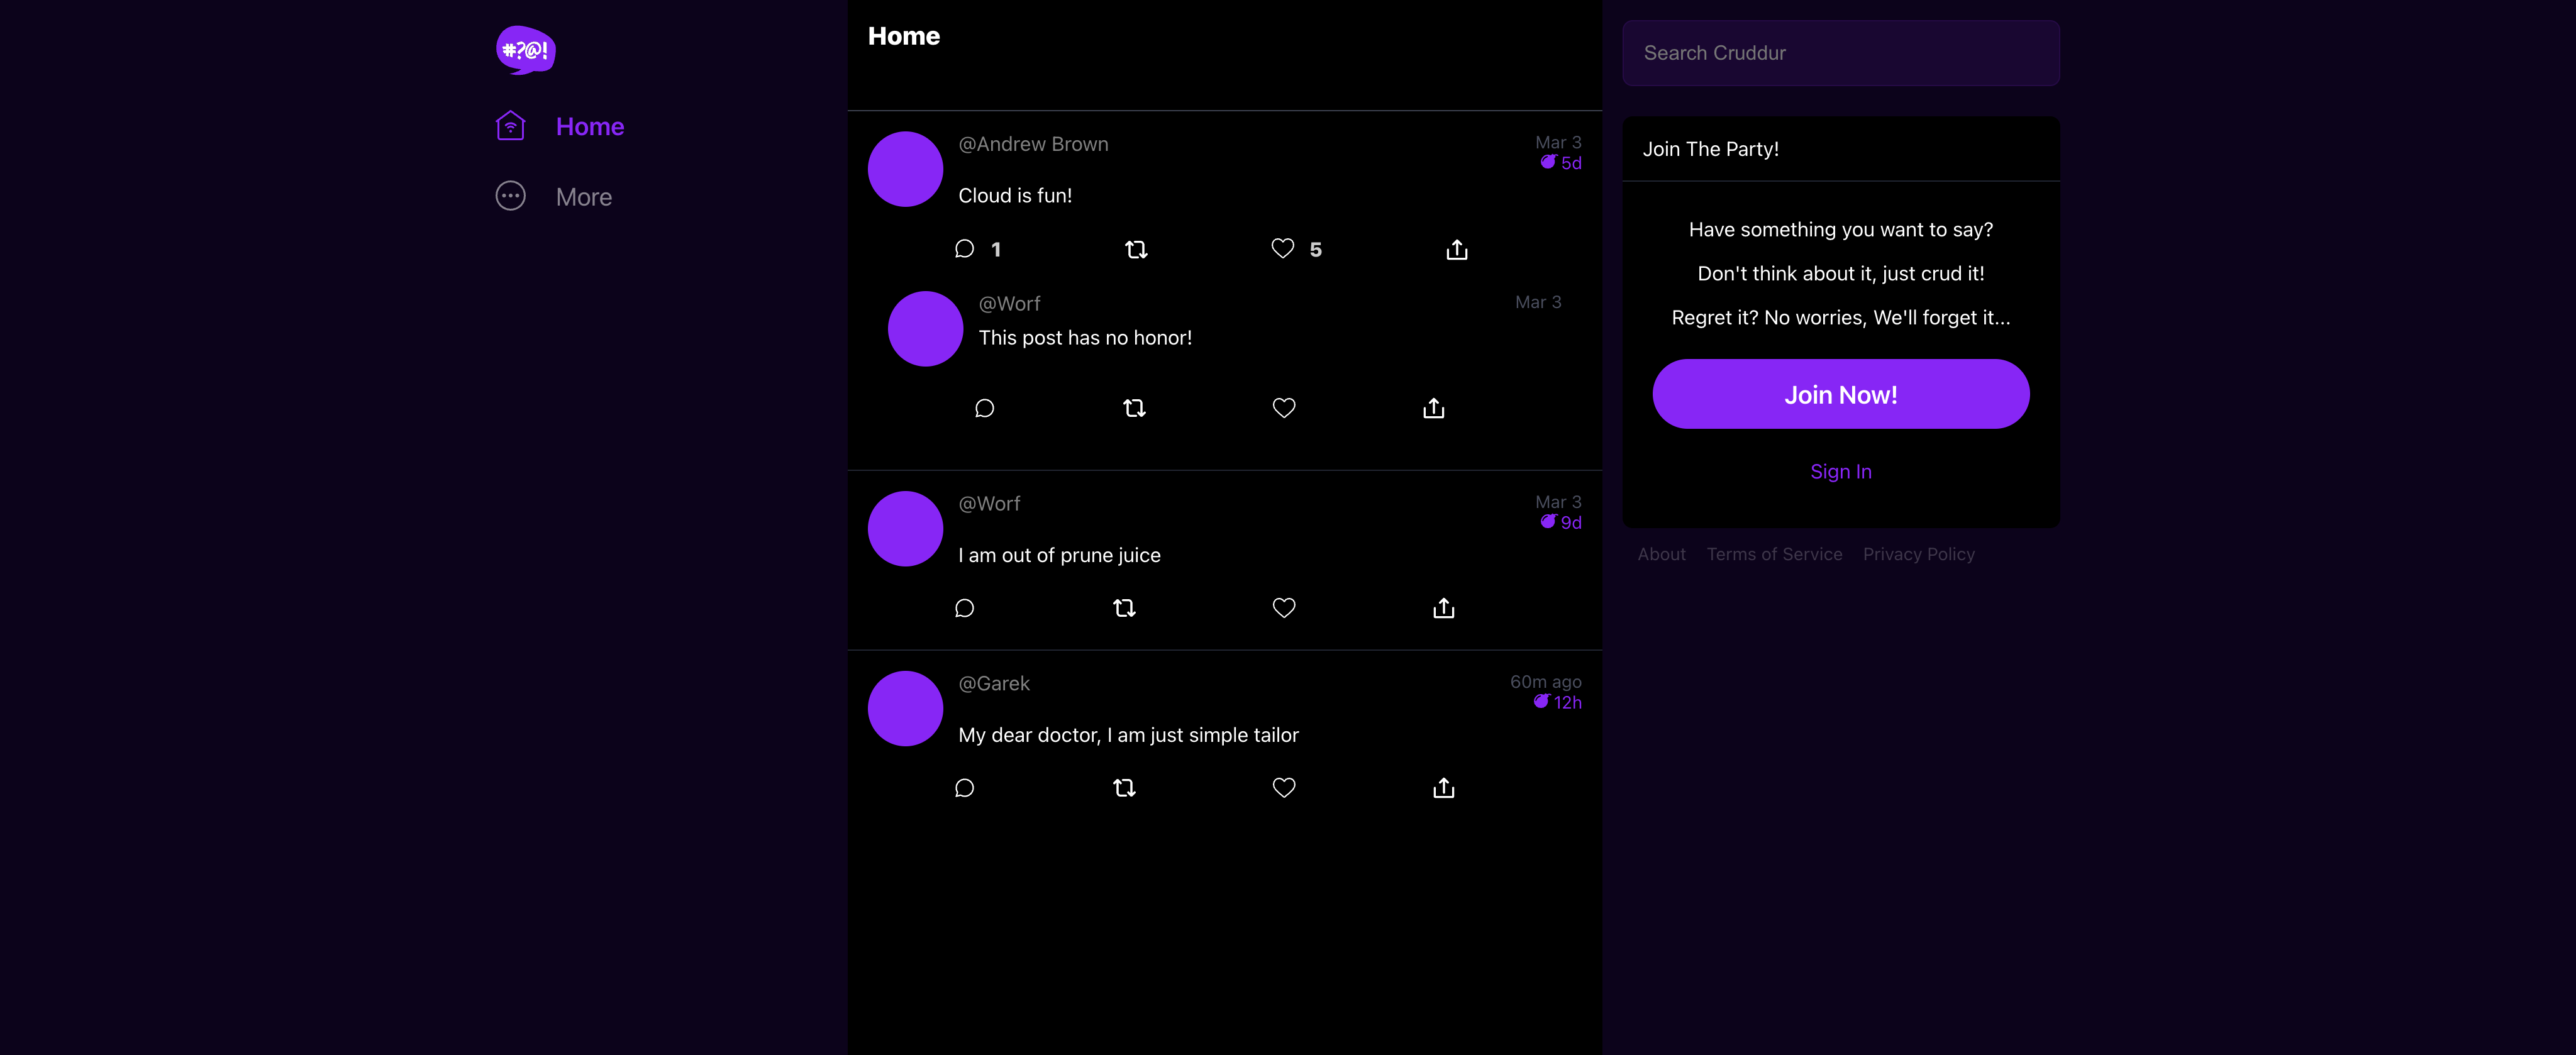 #?@!
Home
More
Home
@Andrew Brown
Mar 3
5d
Cloud is fun!
1
5
@Worf
Mar 3
This post has no honor!
@Worf
Mar 3
9d
I am out of prune juice
@Garek
60m ago
12h
My dear doctor, I am just simple tailor
Search Cruddur
Join The Party!
Have something you want to say?
Don't think about it, just crud it!
Regret it? No worries, We'll forget it...
Join Now!
Sign In
About Terms of Service Privacy Policy